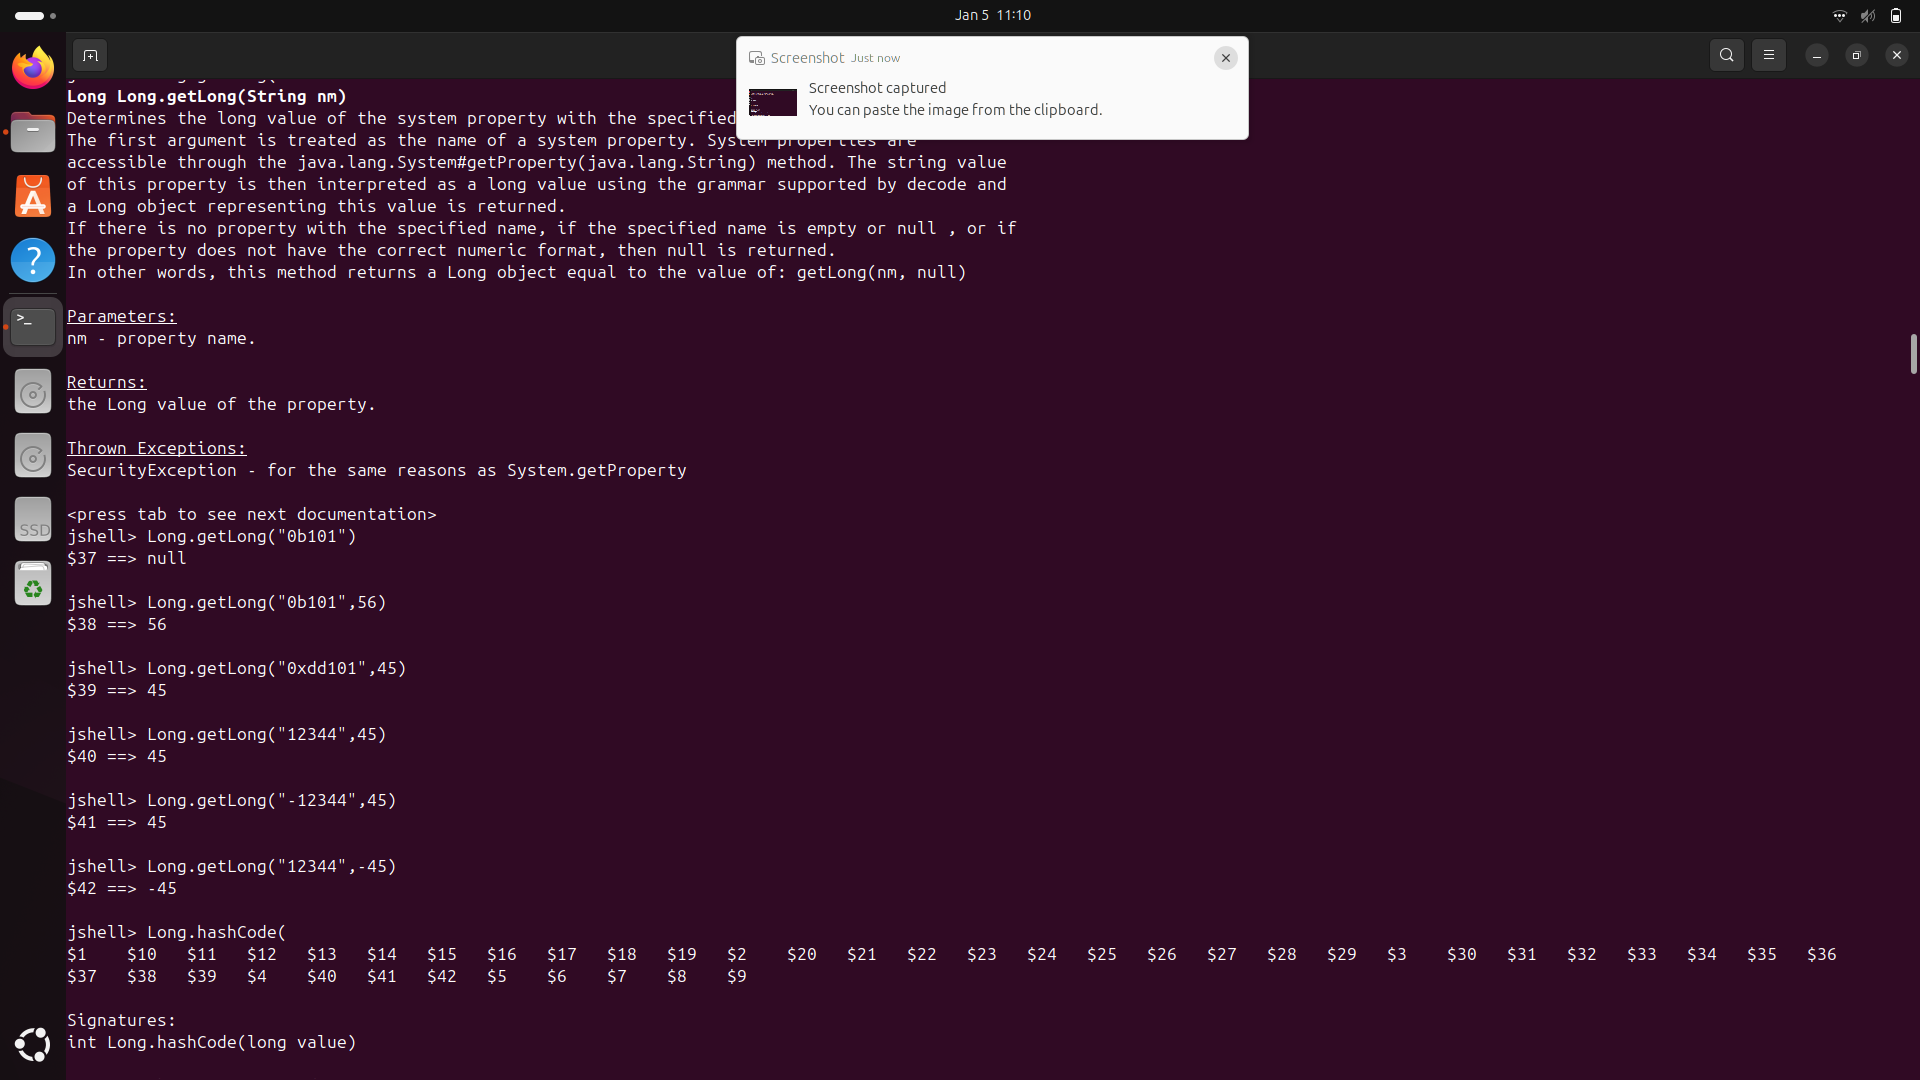 Jan 5 11:10
Screenshot Just now
Screenshot captured
You can paste the image from the clipboard.
Long Long.getLong(String nm)
Determines the long value of the system property with the specified
The first argument is treated as the name of a system property. System properties are
accessible through the java.lang.System#getProperty(java.lang.String) method. The string value
of this property is then interpreted as a long value using the grammar supported by decode and
a Long object representing this value is returned.
If there is no property with the specified name, if the specified name is empty or null , or if
the property does not have the correct numeric format, then null is returned.
In other words, this method returns a Long object equal to the value of: getLong(nm, null)
Parameters:
nm - property name.
Returns:
the Long value of the property.
Thrown Exceptions:
SecurityException - for the same reasons as System.getProperty
<press tab to see next documentation>
jshell> Long.getLong("0b101")
$37 ==> null
jshell> Long.getLong("0b101",56)
$38 ==> 56
jshell> Long.getLong("0xdd101",45)
$39 ==> 45
jshell> Long.getLong("12344",45)
$40 ==> 45
jshell> Long.getLong("-12344",45)
$41 ==> 45
jshell> Long.getLong("12344",-45)
$42 ==> -45
jshell> Long.hashCode(
$1 $10 $11 $12 $13 $14 $15 $16 $17 $18 $19 $2 $20 $21 $22 $23 $24 $25 $26 $27 $28 $29 $3 $30 $31 $32 $33 $34 $35 $36
$37 $38 $39 $4 $40 $41 $42 $5 $6 $7 $8 $9
Signatures:
int Long.hashCode(long value)
SSD